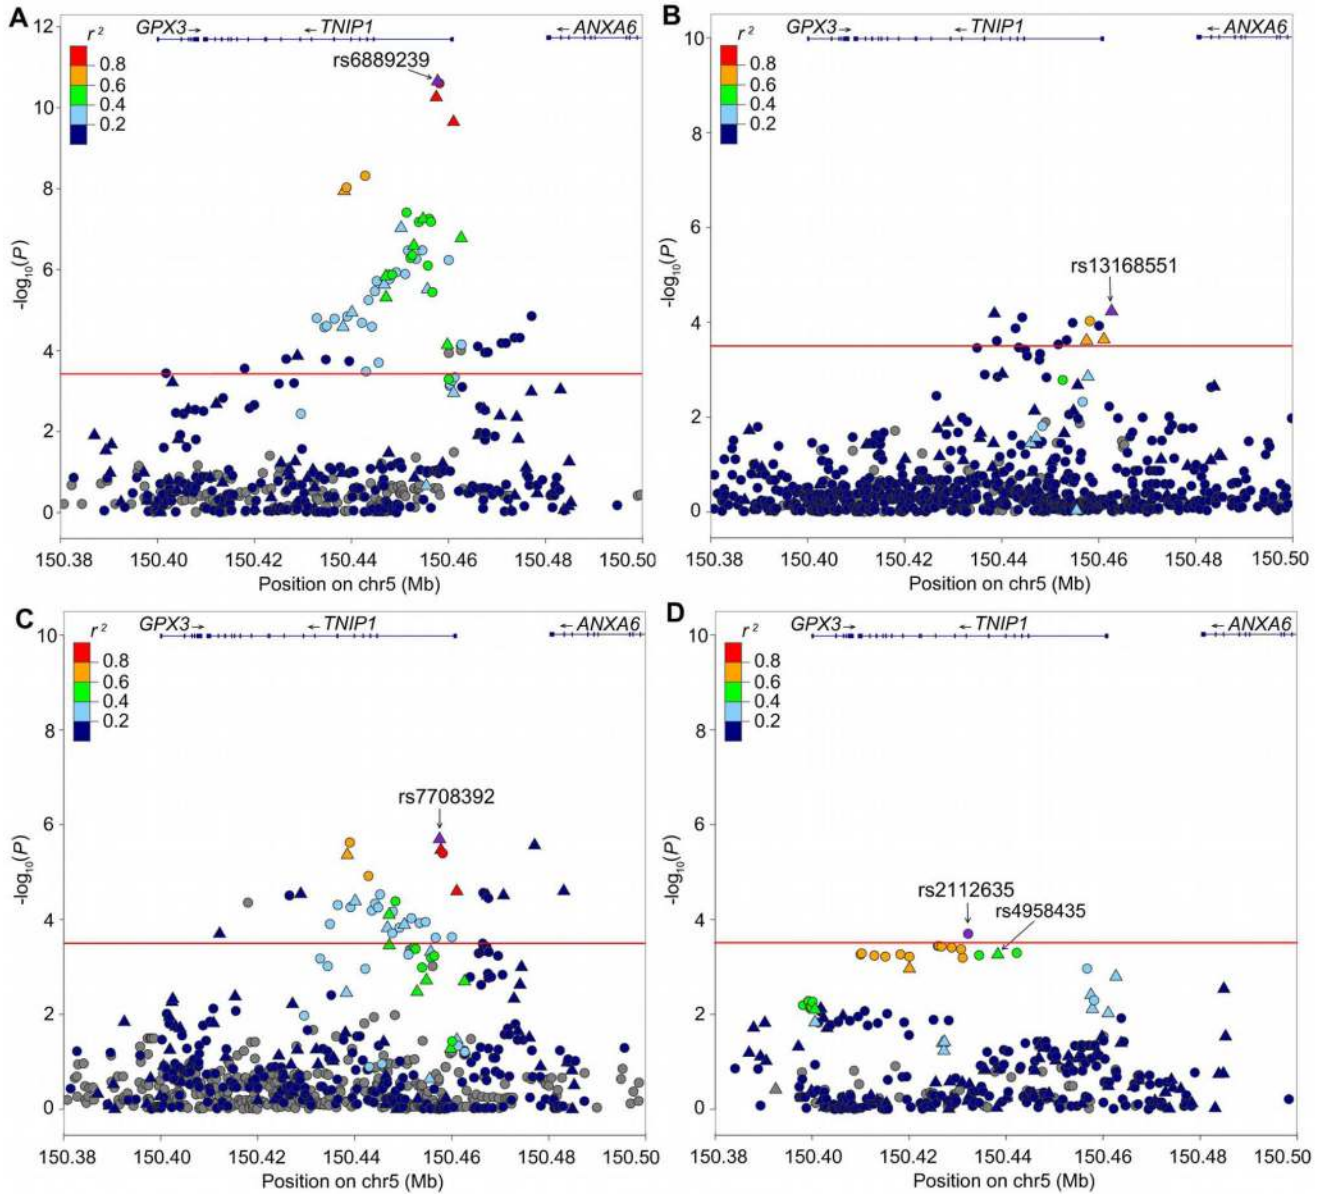 A
GPX3→ ←TNIP1 ←ANXA6
r²
0.8
0.6
0.4
0.2
rs6889239
12
10
8
6
4
2
0
-log₁₀(P)
150.38 150.40 150.42 150.44 150.46 150.48 150.50
Position on chr5 (Mb)
B
GPX3→ ←TNIP1 ←ANXA6
r²
0.8
0.6
0.4
0.2
rs13168551
10
8
6
4
2
0
-log₁₀(P)
150.38 150.40 150.42 150.44 150.46 150.48 150.50
Position on chr5 (Mb)
C
GPX3→ ←TNIP1 ←ANXA6
r²
0.8
0.6
0.4
0.2
rs7708392
10
8
6
4
2
0
-log₁₀(P)
150.38 150.40 150.42 150.44 150.46 150.48 150.50
Position on chr5 (Mb)
D
GPX3→ ←TNIP1 ←ANXA6
r²
0.8
0.6
0.4
0.2
rs2112635
rs4958435
10
8
6
4
2
0
-log₁₀(P)
150.38 150.40 150.42 150.44 150.46 150.48 150.50
Position on chr5 (Mb)